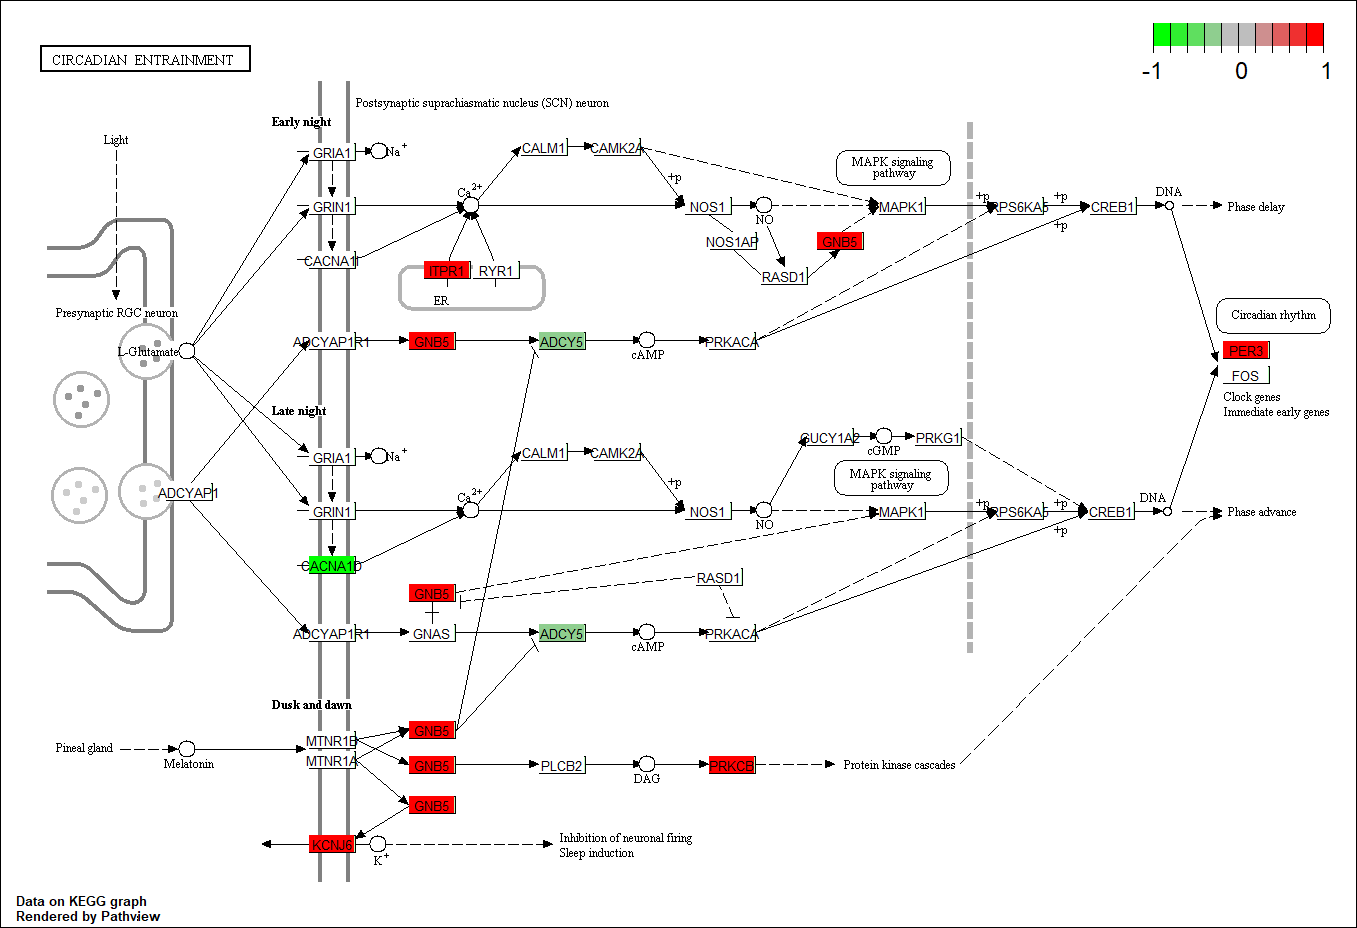 CIRCADIAN ENTRAINMENT
-1 0 1
Postsynaptic suprachiasmatic nucleus (SCN) neuron
Early night
Light
GRIA1
Na+
CALM1
CAMK2A
MAPK signaling
pathway
+p
Ca2+
GRIN1
NOS1
NO
MAPK1
+p
RPS6KA5
+p
+p
CREB1
DNA
Phase delay
NOS1AP
GNB5
CACNA1I
ITPR1
RYR1
RASD1
ER
Presynaptic RGC neuron
Circadian rhythm
L-Glutamate
ADCYAP1R1
GNB5
ADCY5
cAMP
PRKACA
PER3
FOS
Clock genes
Immediate early genes
Late night
GRIA1
Na+
CALM1
CAMK2A
GUCY1A2
cGMP
PRKG1
MAPK signaling
pathway
+p
ADCYAP1
Ca2+
GRIN1
NOS1
NO
MAPK1
+p
RPS6KA5
+p
+p
CREB1
DNA
Phase advance
CACNA1D
RASD1
GNB5
ADCYAP1R1
GNAS
ADCY5
cAMP
PRKACA
Dusk and dawn
GNB5
Pineal gland
Melatonin
MTNR1B
MTNR1A
GNB5
PLCB2
DAG
PRKCB
Protein kinase cascades
GNB5
KCNJ6
K+
Inhibition of neuronal firing
Sleep induction
Data on KEGG graph
Rendered by Pathview